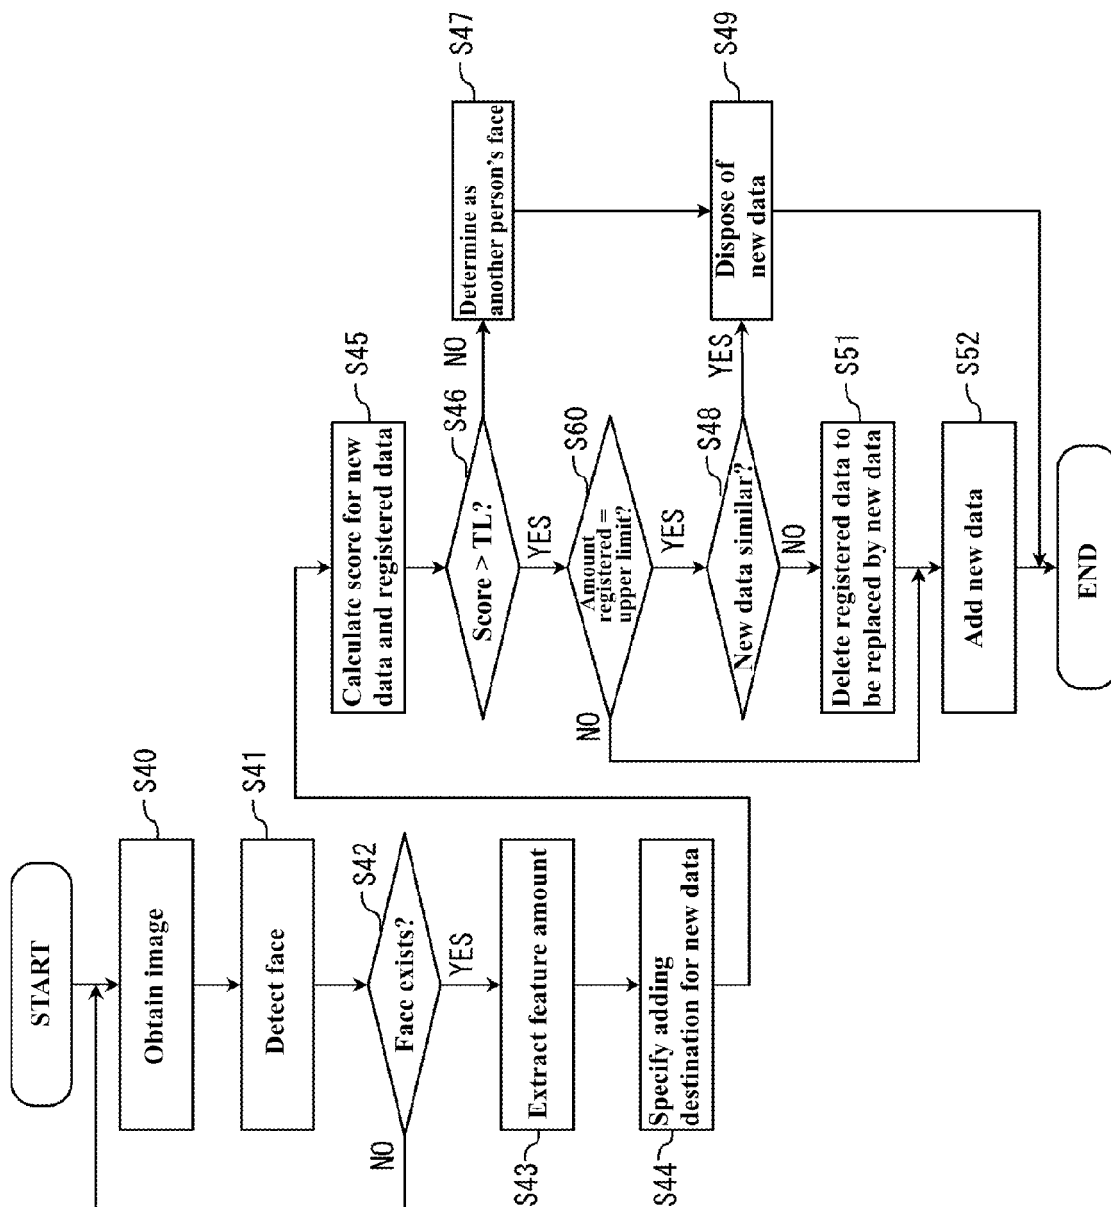 START
Obtain image
S40
Detect face
S41
Face exists?
S42
NO
YES
Extract feature amount
S43
Specify adding
destination for new data
S44
Calculate score for new
data and registered data
S45
Score > TL?
S46
NO
YES
Determine as
another person's face
S47
Amount
registered =
upper limit?
S60
NO
YES
New data similar?
S48
YES
NO
Dispose of
new data
S49
Delete registered data to
be replaced by new data
S51
Add new data
S52
END